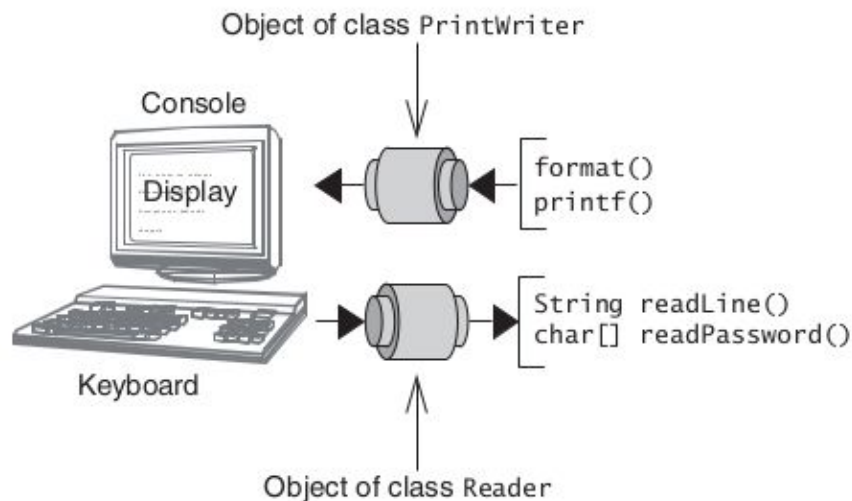 Object of class PrintWriter
Console
Display
format()
printf()
String readLine()
char[] readPassword()
Keyboard
Object of class Reader